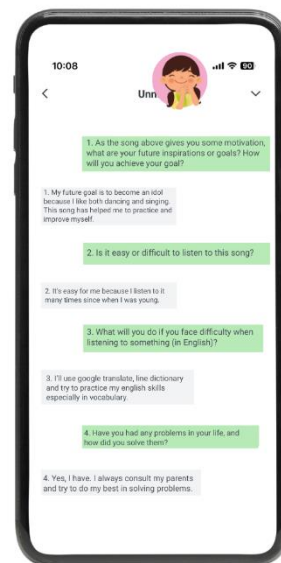 10:08
90
Unn
1. As the song above gives you some motivation,
what are your future inspirations or goals? How
will you achieve your goal?
1. My future goal is to become an idol
because I like both dancing and singing.
This song has helped me to practice and
improve myself.
2. Is it easy or difficult to listen to this song?
2. It's easy for me because I listen to it
many times since when I was young.
3. What will you do if you face difficulty when
listening to something (in English)?
3. I'll use google translate, line dictionary
and try to practice my english skills
especially in vocabulary.
4. Have you had any problems in your life, and
how did you solve them?
4. Yes, I have. I always consult my parents
and try to do my best in solving problems.